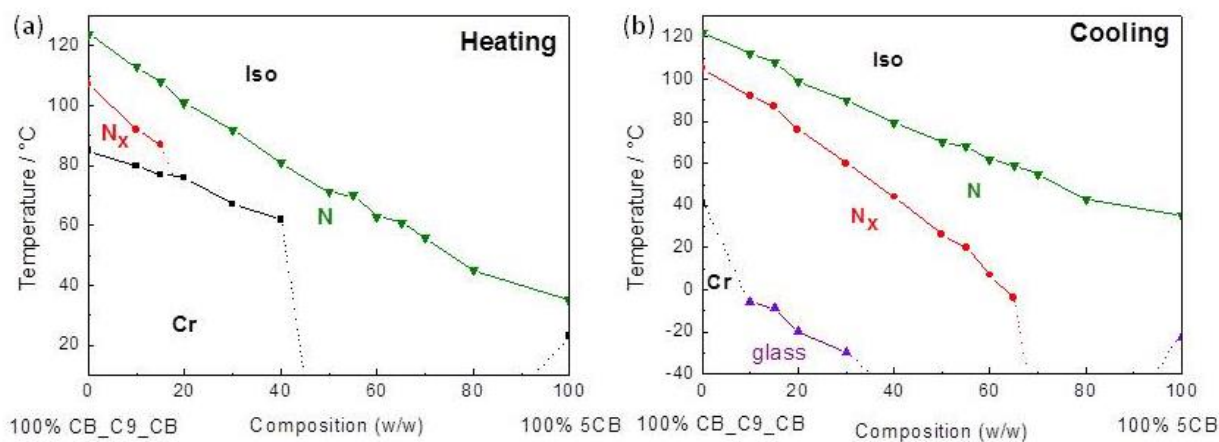 (a)
Heating
Iso
N_X
N
Cr
Temperature / °C
120
100
80
60
40
20
0 20 40 60 80 100
100% CB_C9_CB Composition (w/w) 100% 5CB
(b)
Cooling
Iso
N
N_X
Cr
glass
Temperature / °C
120
100
80
60
40
20
0
-20
-40
0 20 40 60 80 100
100% CB_C9_CB Composition (w/w) 100% 5CB